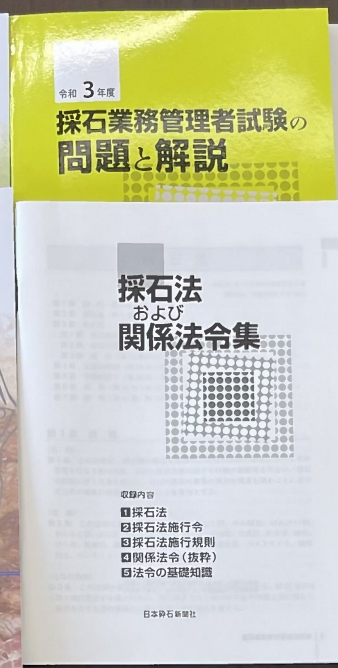 令和 3年度
採石業務管理者試験の
問題と解説
採石法
および
関係法令集
収録内容
1採石法
2採石法施行令
3採石法施行規則
4関係法令(抜粋)
5法令の基礎知識
日本砕石新聞社